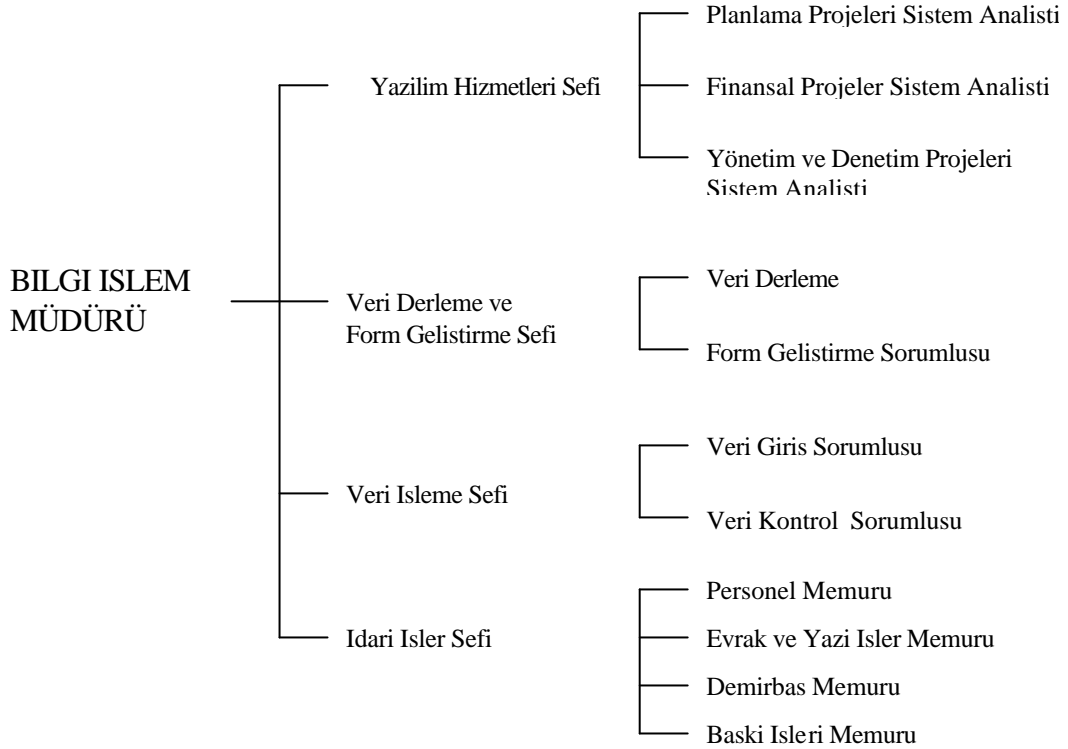 Planlama Projeleri Sistem Analisti
Yazilim Hizmetleri Sefi
Finansal Projeler Sistem Analisti
Yönetim ve Denetim Projeleri
Sistem Analisti
BILGI ISLEM
MÜDÜRÜ
Veri Derleme ve
Form Gelistirme Sefi
Veri Derleme
Form Gelistirme Sorumlusu
Veri Isleme Sefi
Veri Giris Sorumlusu
Veri Kontrol Sorumlusu
Idari Isler Sefi
Personel Memuru
Evrak ve Yazi Isler Memuru
Demirbas Memuru
Baski Isleri Memuru